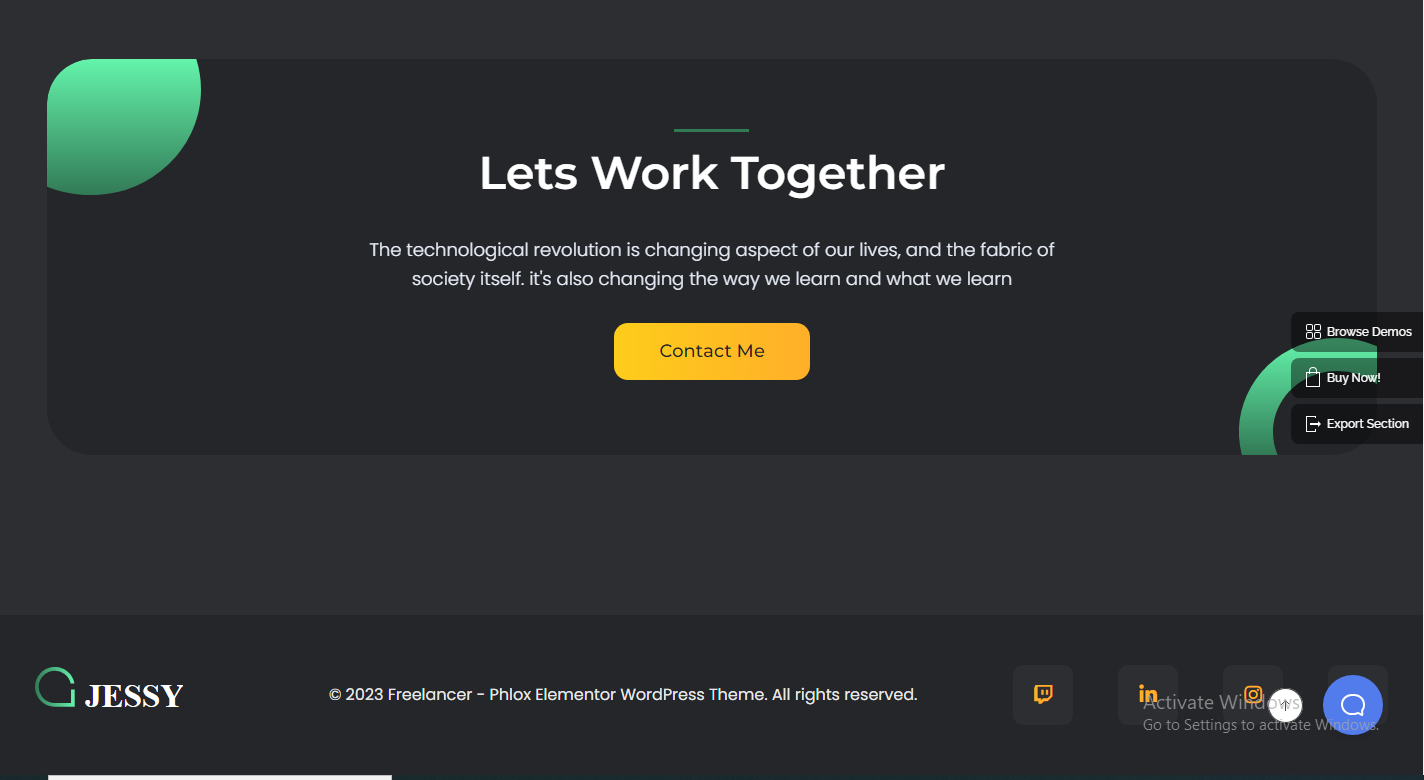 Lets Work Together
The technological revolution is changing aspect of our lives, and the fabric of
society itself. it's also changing the way we learn and what we learn
Contact Me
Browse Demos
Buy Now!
Export Section
JESSY
© 2023 Freelancer - Phlox Elementor WordPress Theme. All rights reserved.
in
Activate Windows
Go to Settings to activate Windows.